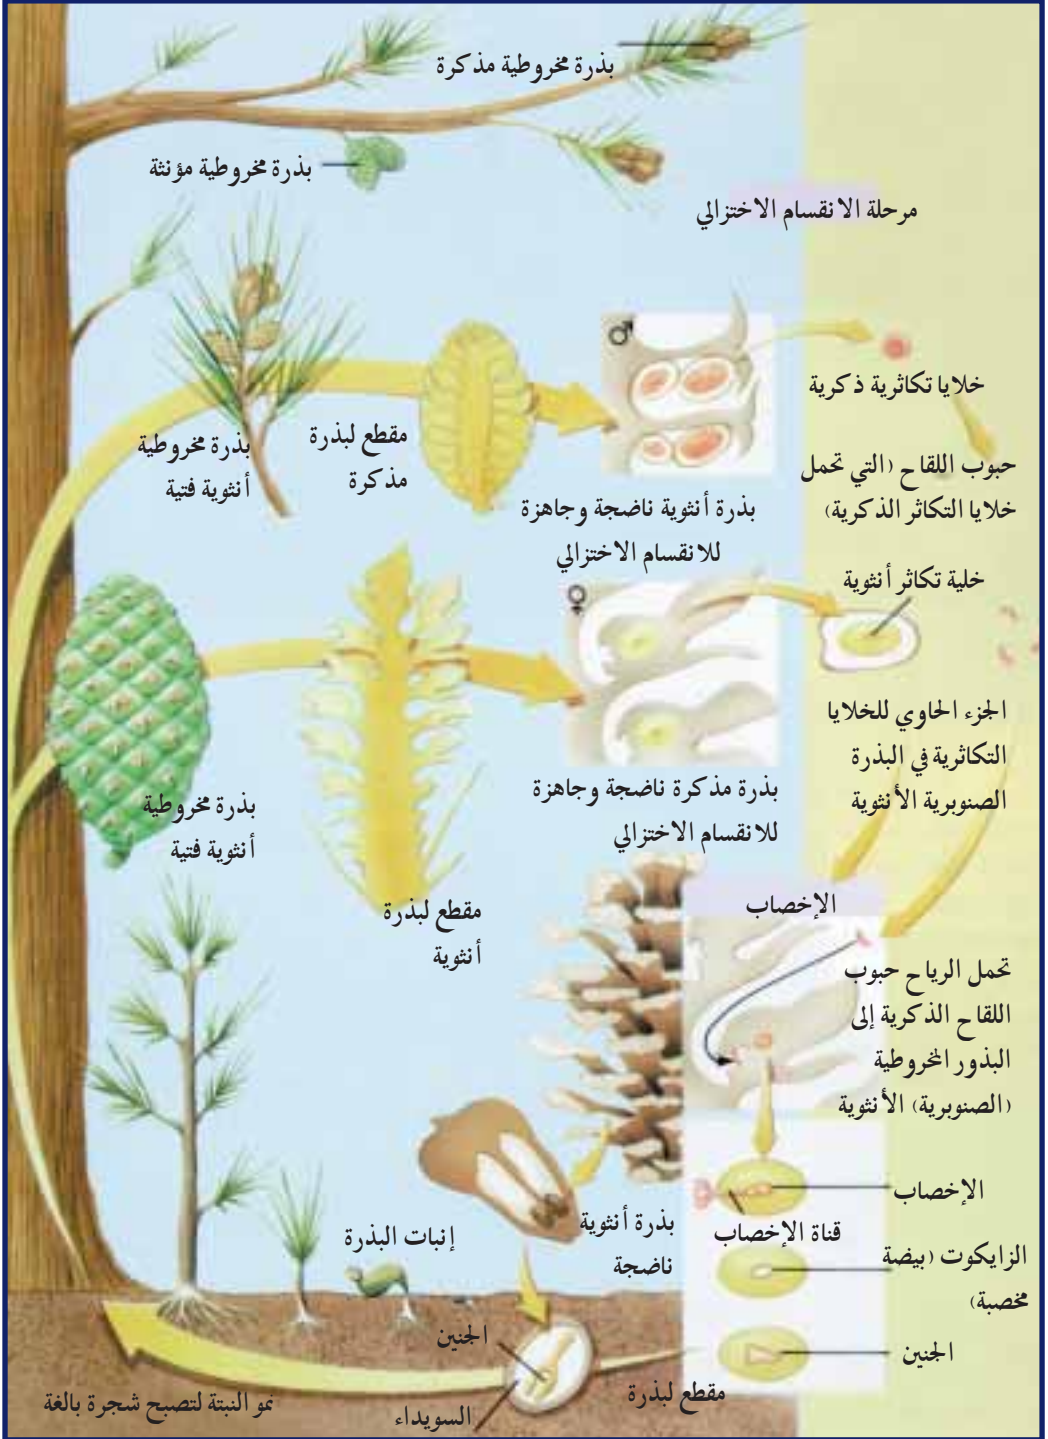 بذرة مخروطية مذكرة
بذرة مخروطية مؤنثة
مرحلة الانقسام الاختزالي
♂
خلايا تكاثرية ذكرية
بذرة مخروطية
أنثوية فتية
مقطع لبذرة
مذكرة
حبوب اللقاح (التي تحمل
خلايا التكاثر الذكرية)
بذرة أنثوية ناضجة وجاهزة
للانقسام الاختزالي
♀
خلية تكاثر أنثوية
الجزء الحاوي للخلايا
التكاثرية في البذرة
الصنوبرية الأنثوية
بذرة مذكرة ناضجة وجاهزة
للانقسام الاختزالي
بذرة مخروطية
أنثوية فتية
مقطع لبذرة
أنثوية
الإخصاب
تحمل الرياح حبوب
اللقاح الذكرية إلى
البذور المخروطية
(الصنوبرية) الأنثوية
الإخصاب
قناة الإخصاب
بذرة أنثوية
ناضجة
إنبات البذرة
الزايكوت (بيضة
مخصبة)
الجنين
الجنين
مقطع لبذرة
السويداء
نمو النبتة لتصبح شجرة بالغة